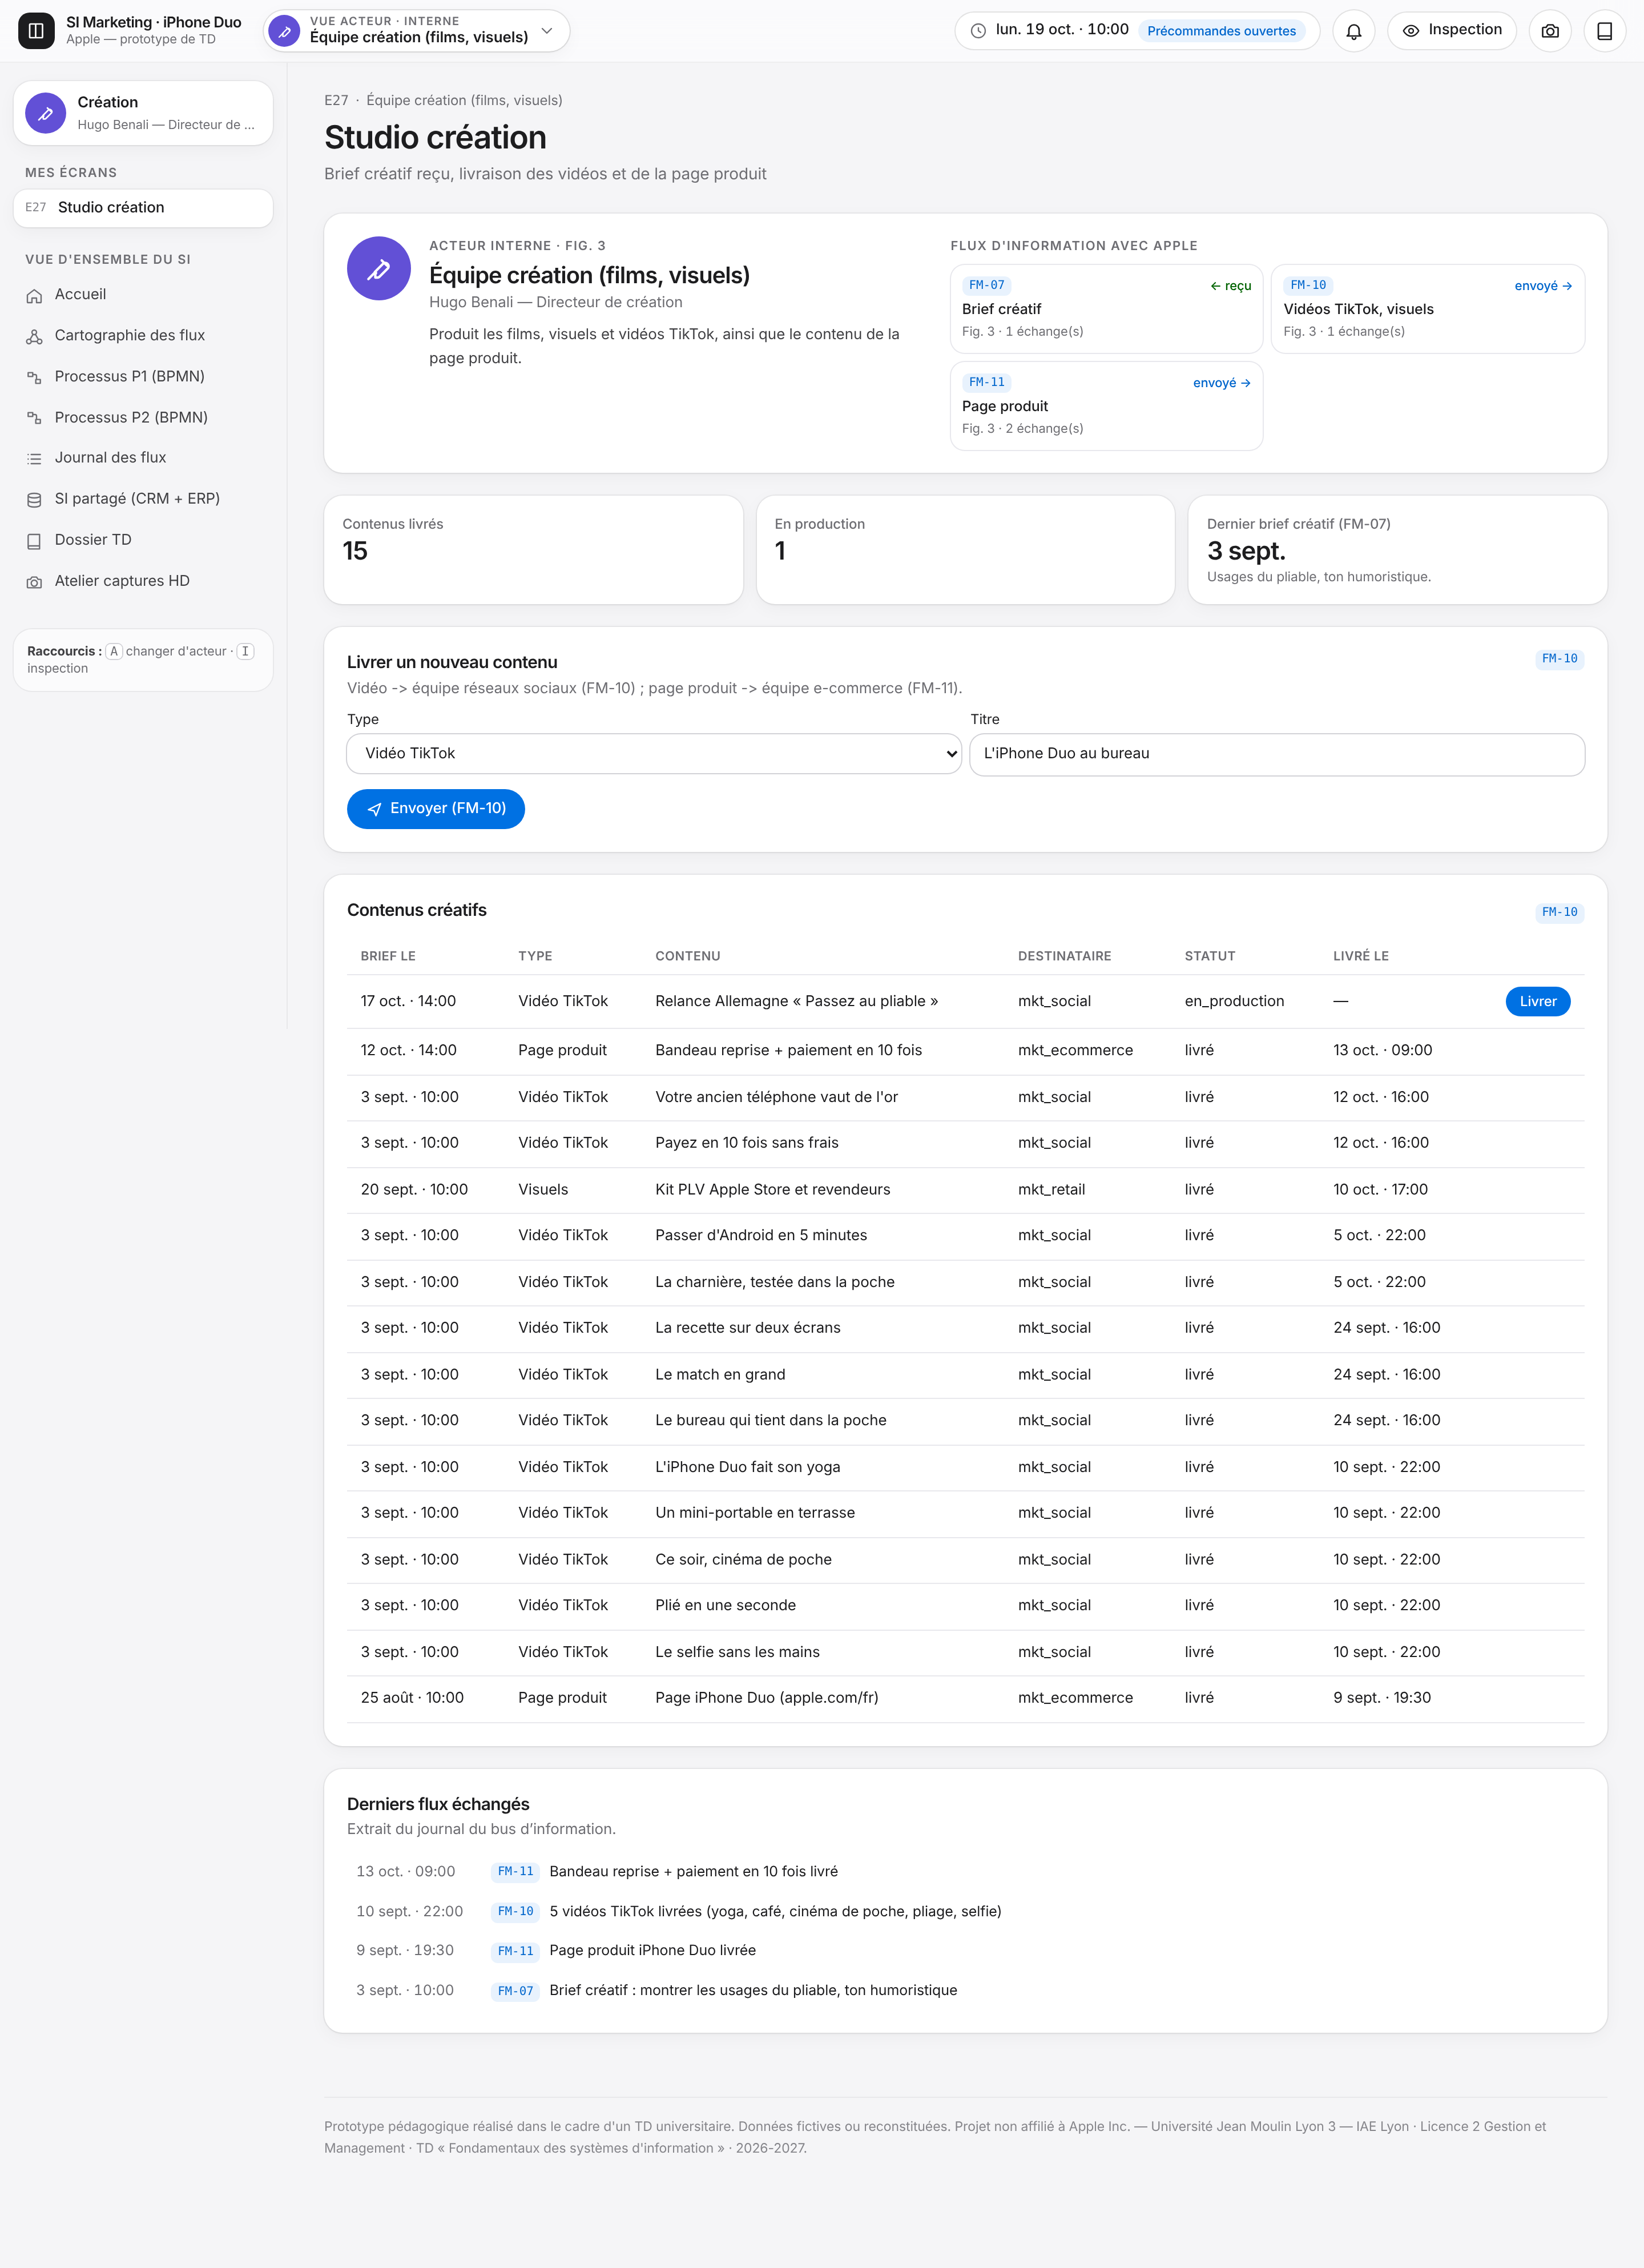 SI Marketing · iPhone Duo
Apple — prototype de TD
VUE ACTEUR · INTERNE
Équipe création (films, visuels)
lun. 19 oct. · 10:00
Précommandes ouvertes
Inspection
Création
Hugo Benali — Directeur de ...
MES ÉCRANS
E27 Studio création
VUE D'ENSEMBLE DU SI
Accueil
Cartographie des flux
Processus P1 (BPMN)
Processus P2 (BPMN)
Journal des flux
SI partagé (CRM + ERP)
Dossier TD
Atelier captures HD
Raccourcis : A changer d'acteur · I
inspection
E27 · Équipe création (films, visuels)
Studio création
Brief créatif reçu, livraison des vidéos et de la page produit
ACTEUR INTERNE · FIG. 3
Équipe création (films, visuels)
Hugo Benali — Directeur de création
Produit les films, visuels et vidéos TikTok, ainsi que le contenu de la
page produit.
FLUX D'INFORMATION AVEC APPLE
FM-07 ← reçu
Brief créatif
Fig. 3 · 1 échange(s)
FM-10 envoyé →
Vidéos TikTok, visuels
Fig. 3 · 1 échange(s)
FM-11 envoyé →
Page produit
Fig. 3 · 2 échange(s)
Contenus livrés
15
En production
1
Dernier brief créatif (FM-07)
3 sept.
Usages du pliable, ton humoristique.
Livrer un nouveau contenu FM-10
Vidéo -> équipe réseaux sociaux (FM-10) ; page produit -> équipe e-commerce (FM-11).
Type Titre
Vidéo TikTok L'iPhone Duo au bureau
Envoyer (FM-10)
Contenus créatifs FM-10
BRIEF LE TYPE CONTENU DESTINATAIRE STATUT LIVRÉ LE
17 oct. · 14:00 Vidéo TikTok Relance Allemagne « Passez au pliable » mkt_social en_production — Livrer
12 oct. · 14:00 Page produit Bandeau reprise + paiement en 10 fois mkt_ecommerce livré 13 oct. · 09:00
3 sept. · 10:00 Vidéo TikTok Votre ancien téléphone vaut de l'or mkt_social livré 12 oct. · 16:00
3 sept. · 10:00 Vidéo TikTok Payez en 10 fois sans frais mkt_social livré 12 oct. · 16:00
20 sept. · 10:00 Visuels Kit PLV Apple Store et revendeurs mkt_retail livré 10 oct. · 17:00
3 sept. · 10:00 Vidéo TikTok Passer d'Android en 5 minutes mkt_social livré 5 oct. · 22:00
3 sept. · 10:00 Vidéo TikTok La charnière, testée dans la poche mkt_social livré 5 oct. · 22:00
3 sept. · 10:00 Vidéo TikTok La recette sur deux écrans mkt_social livré 24 sept. · 16:00
3 sept. · 10:00 Vidéo TikTok Le match en grand mkt_social livré 24 sept. · 16:00
3 sept. · 10:00 Vidéo TikTok Le bureau qui tient dans la poche mkt_social livré 24 sept. · 16:00
3 sept. · 10:00 Vidéo TikTok L'iPhone Duo fait son yoga mkt_social livré 10 sept. · 22:00
3 sept. · 10:00 Vidéo TikTok Un mini-portable en terrasse mkt_social livré 10 sept. · 22:00
3 sept. · 10:00 Vidéo TikTok Ce soir, cinéma de poche mkt_social livré 10 sept. · 22:00
3 sept. · 10:00 Vidéo TikTok Plié en une seconde mkt_social livré 10 sept. · 22:00
3 sept. · 10:00 Vidéo TikTok Le selfie sans les mains mkt_social livré 10 sept. · 22:00
25 août · 10:00 Page produit Page iPhone Duo (apple.com/fr) mkt_ecommerce livré 9 sept. · 19:30
Derniers flux échangés
Extrait du journal du bus d'information.
13 oct. · 09:00 FM-11 Bandeau reprise + paiement en 10 fois livré
10 sept. · 22:00 FM-10 5 vidéos TikTok livrées (yoga, café, cinéma de poche, pliage, selfie)
9 sept. · 19:30 FM-11 Page produit iPhone Duo livrée
3 sept. · 10:00 FM-07 Brief créatif : montrer les usages du pliable, ton humoristique
Prototype pédagogique réalisé dans le cadre d'un TD universitaire. Données fictives ou reconstituées. Projet non affilié à Apple Inc. — Université Jean Moulin Lyon 3 — IAE Lyon · Licence 2 Gestion et
Management · TD « Fondamentaux des systèmes d'information » · 2026-2027.